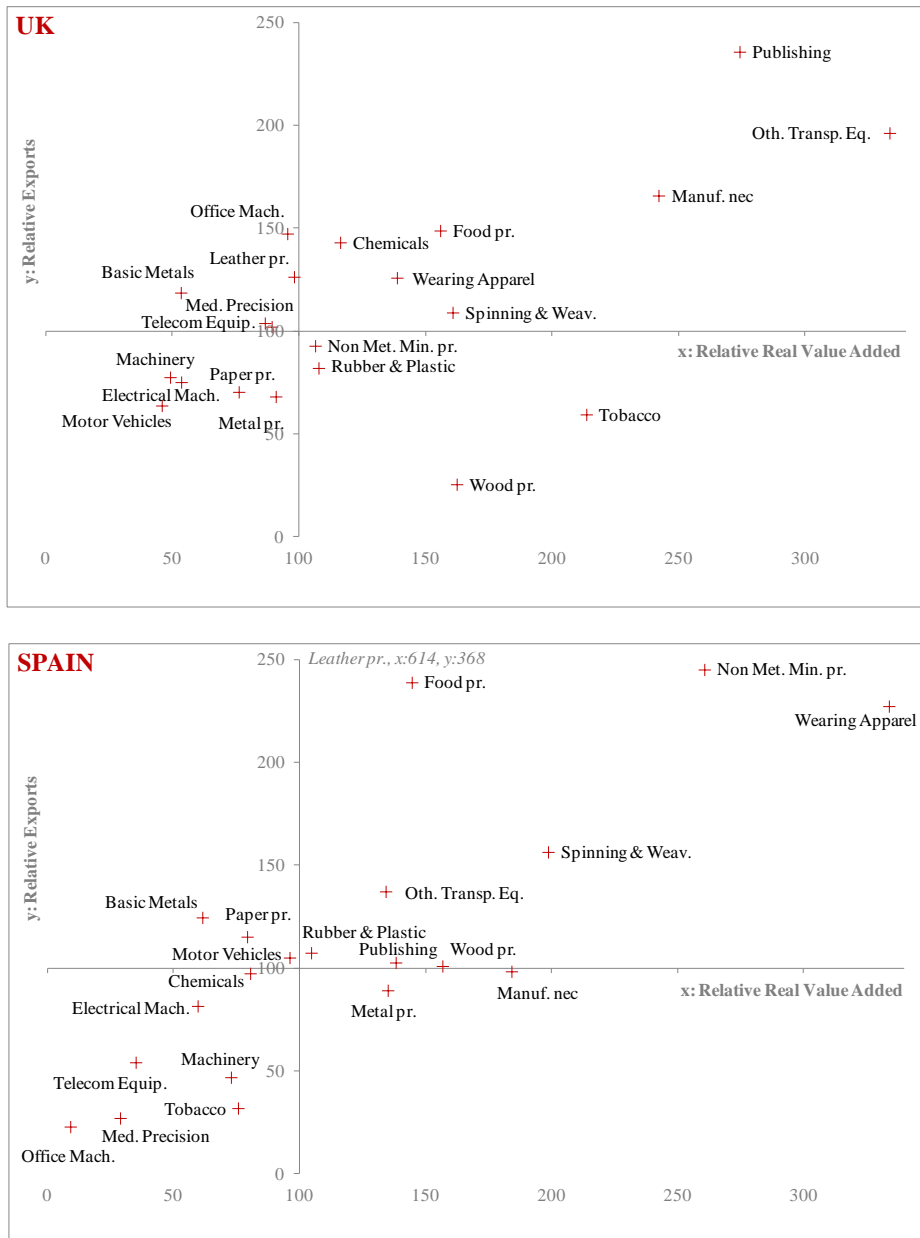 UK
250
Publishing
200
Oth. Transp. Eq.
y: Relative Exports
Manuf. nec
Office Mach.
150
Food pr.
Chemicals
Leather pr.
Basic Metals
Wearing Apparel
Med. Precision
Spinning & Weav.
Telecom Equip.
100
Non Met. Min. pr.
x: Relative Real Value Added
Machinery
Paper pr.
Rubber & Plastic
Electrical Mach.
Motor Vehicles
Metal pr.
50
Tobacco
Wood pr.
0
0 50 100 150 200 250 300
SPAIN
250
Leather pr., x:614, y:368
Food pr.
Non Met. Min. pr.
Wearing Apparel
200
y: Relative Exports
150
Spinning & Weav.
Oth. Transp. Eq.
Basic Metals
Paper pr.
Rubber & Plastic
Motor Vehicles
Publishing
Wood pr.
100
Chemicals
Manuf. nec
x: Relative Real Value Added
Electrical Mach.
Metal pr.
50
Machinery
Telecom Equip.
Tobacco
Med. Precision
Office Mach.
0
0 50 100 150 200 250 300